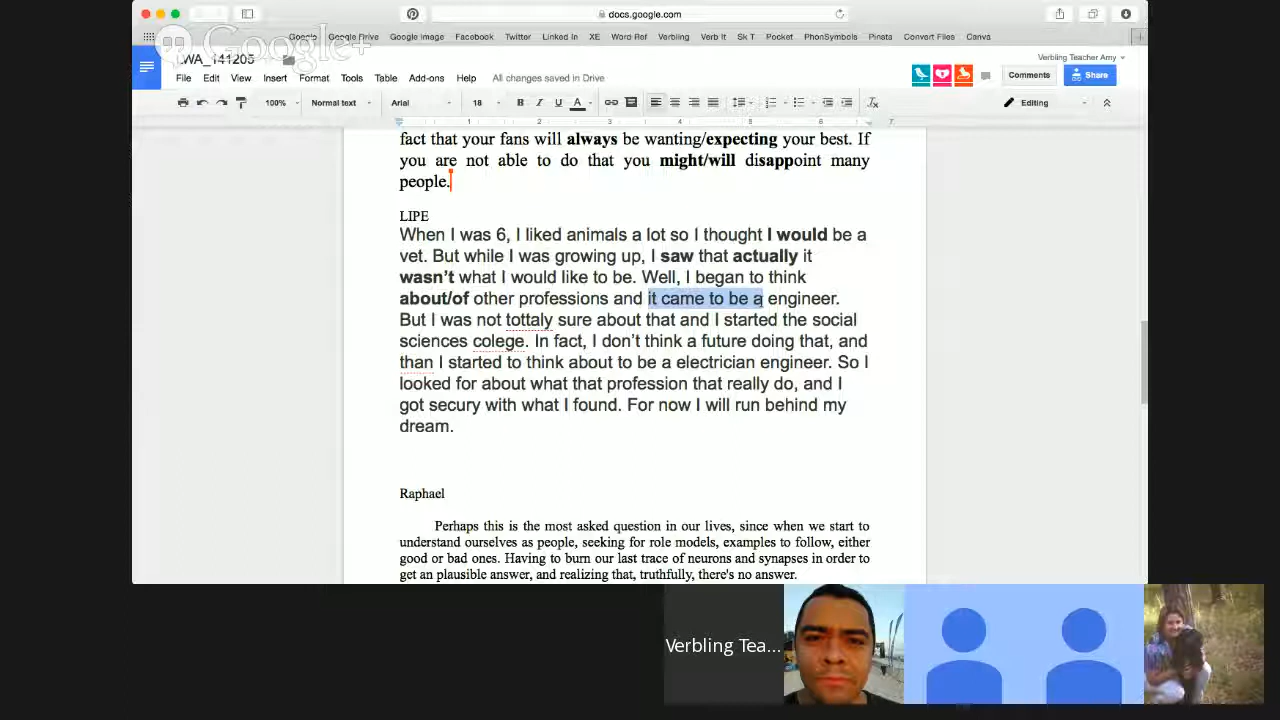 docs.google.com
Google Google Drive Google Image Facebook Twitter Linked In XE Word Ref Verbling Verb It Sk T Pocket PhonSymbols Pinsta Convert Files Canva
Google+
WA_141205
Verbling Teacher Amy
File Edit View Insert Format Tools Table Add-ons Help All changes saved in Drive
Comments Share
100% Normal text Arial 18 B I U A Editing
1 2 3 4 5 6 7
fact that your fans will always be wanting/expecting your best. If
you are not able to do that you might/will disappoint many
people.
LIPE
When I was 6, I liked animals a lot so I thought I would be a
vet. But while I was growing up, I saw that actually it
wasn't what I would like to be. Well, I began to think
about/of other professions and it came to be a engineer.
But I was not tottaly sure about that and I started the social
sciences colege. In fact, I don't think a future doing that, and
than I started to think about to be a electrician engineer. So I
looked for about what that profession that really do, and I
got secury with what I found. For now I will run behind my
dream.
Raphael
Perhaps this is the most asked question in our lives, since when we start to
understand ourselves as people, seeking for role models, examples to follow, either
good or bad ones. Having to burn our last trace of neurons and synapses in order to
get an plausible answer, and realizing that, truthfully, there's no answer.
Verbling Tea...